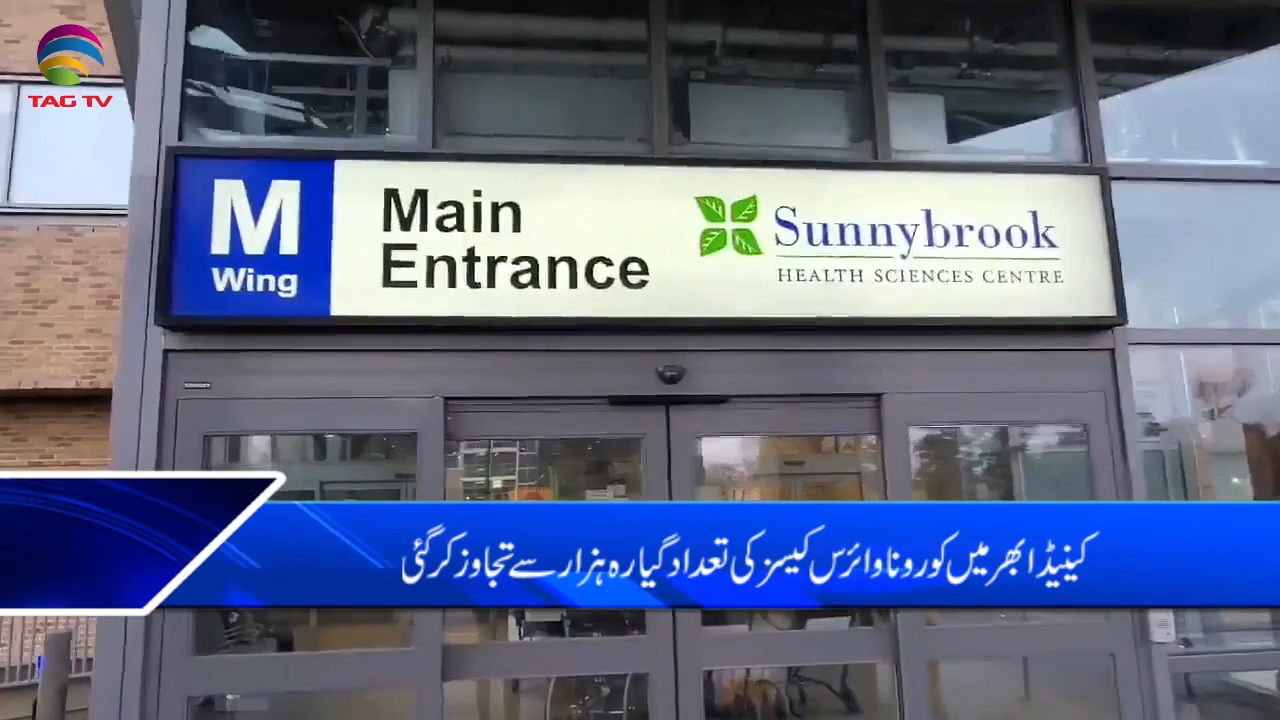 TAG TV
M
Wing
Main
Entrance
Sunnybrook
HEALTH SCIENCES CENTRE
کینیڈا بھر میں کورونا وائرس کیسز کی تعداد گیارہ ہزار سے تجاوز کر گئی